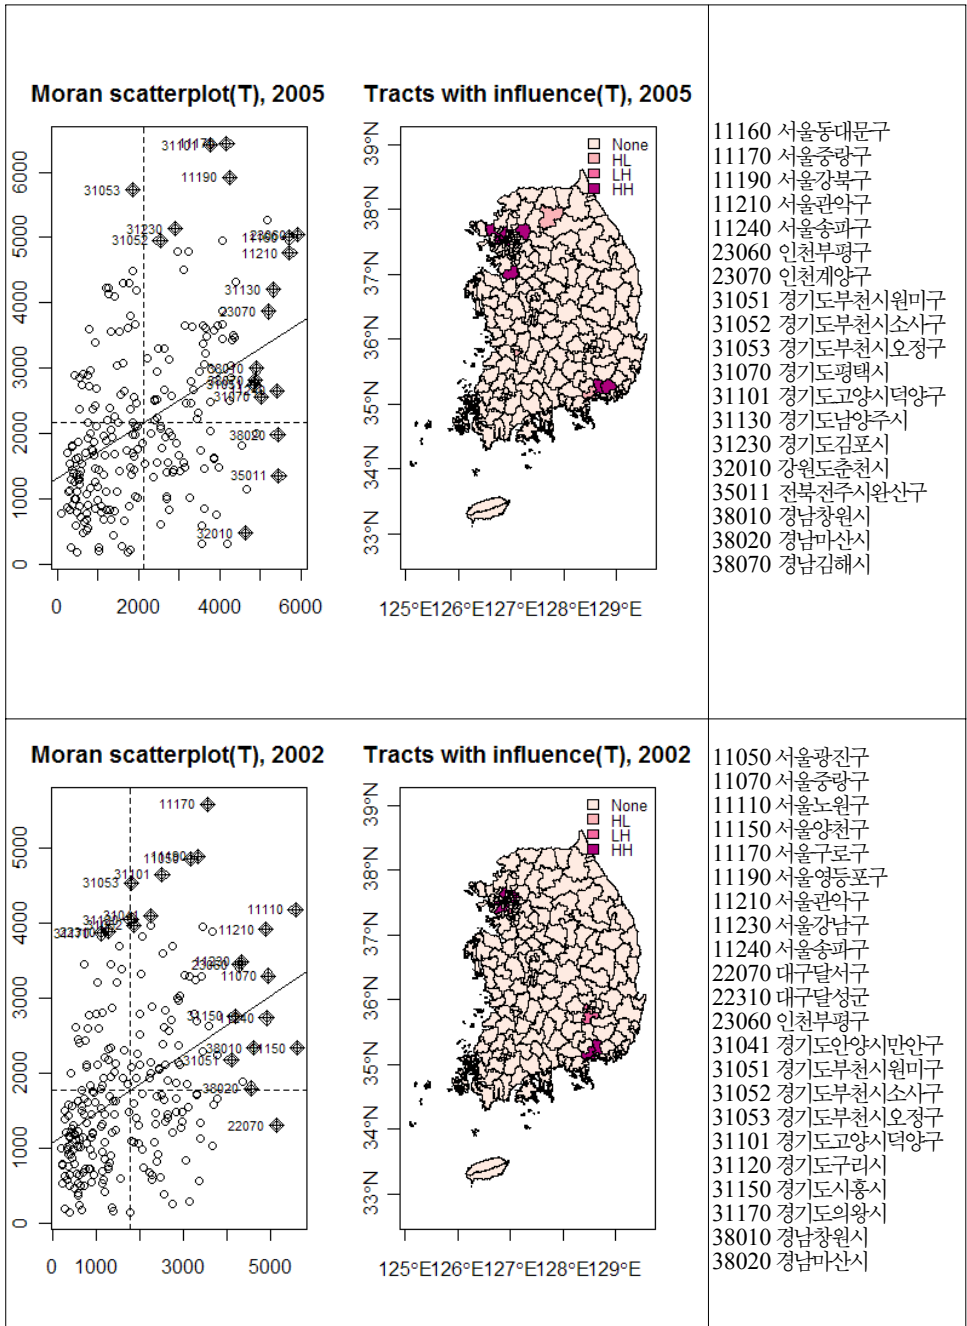 Moran scatterplot(T), 2005
Tracts with influence(T), 2005
0 1000 2000 3000 4000 5000 6000
0 2000 4000 6000
31101
11190
31053
31230
31052
23060
11210
31130
23070
38010
31070
38020
35011
32010
39°N
38°N
37°N
36°N
35°N
34°N
33°N
125°E 126°E 127°E 128°E 129°E
None
HL
LH
HH
11160 서울동대문구
11170 서울중랑구
11190 서울강북구
11210 서울관악구
11240 서울송파구
23060 인천부평구
23070 인천계양구
31051 경기도부천시원미구
31052 경기도부천시소사구
31053 경기도부천시오정구
31070 경기도평택시
31101 경기도고양시덕양구
31130 경기도남양주시
31230 경기도김포시
32010 강원도춘천시
35011 전북전주시완산구
38010 경남창원시
38020 경남마산시
38070 경남김해시
Moran scatterplot(T), 2002
Tracts with influence(T), 2002
0 1000 2000 3000 4000 5000
0 1000 3000 5000
11170
11050
31101
31053
11110
11210
11230
23060
11070
31150
38010
31051
38020
22070
39°N
38°N
37°N
36°N
35°N
34°N
33°N
125°E 126°E 127°E 128°E 129°E
None
HL
LH
HH
11050 서울광진구
11070 서울중랑구
11110 서울노원구
11150 서울양천구
11170 서울구로구
11190 서울영등포구
11210 서울관악구
11230 서울강남구
11240 서울송파구
22070 대구달서구
22310 대구달성군
23060 인천부평구
31041 경기도안양시만안구
31051 경기도부천시원미구
31052 경기도부천시소사구
31053 경기도부천시오정구
31101 경기도고양시덕양구
31120 경기도구리시
31150 경기도시흥시
31170 경기도의왕시
38010 경남창원시
38020 경남마산시